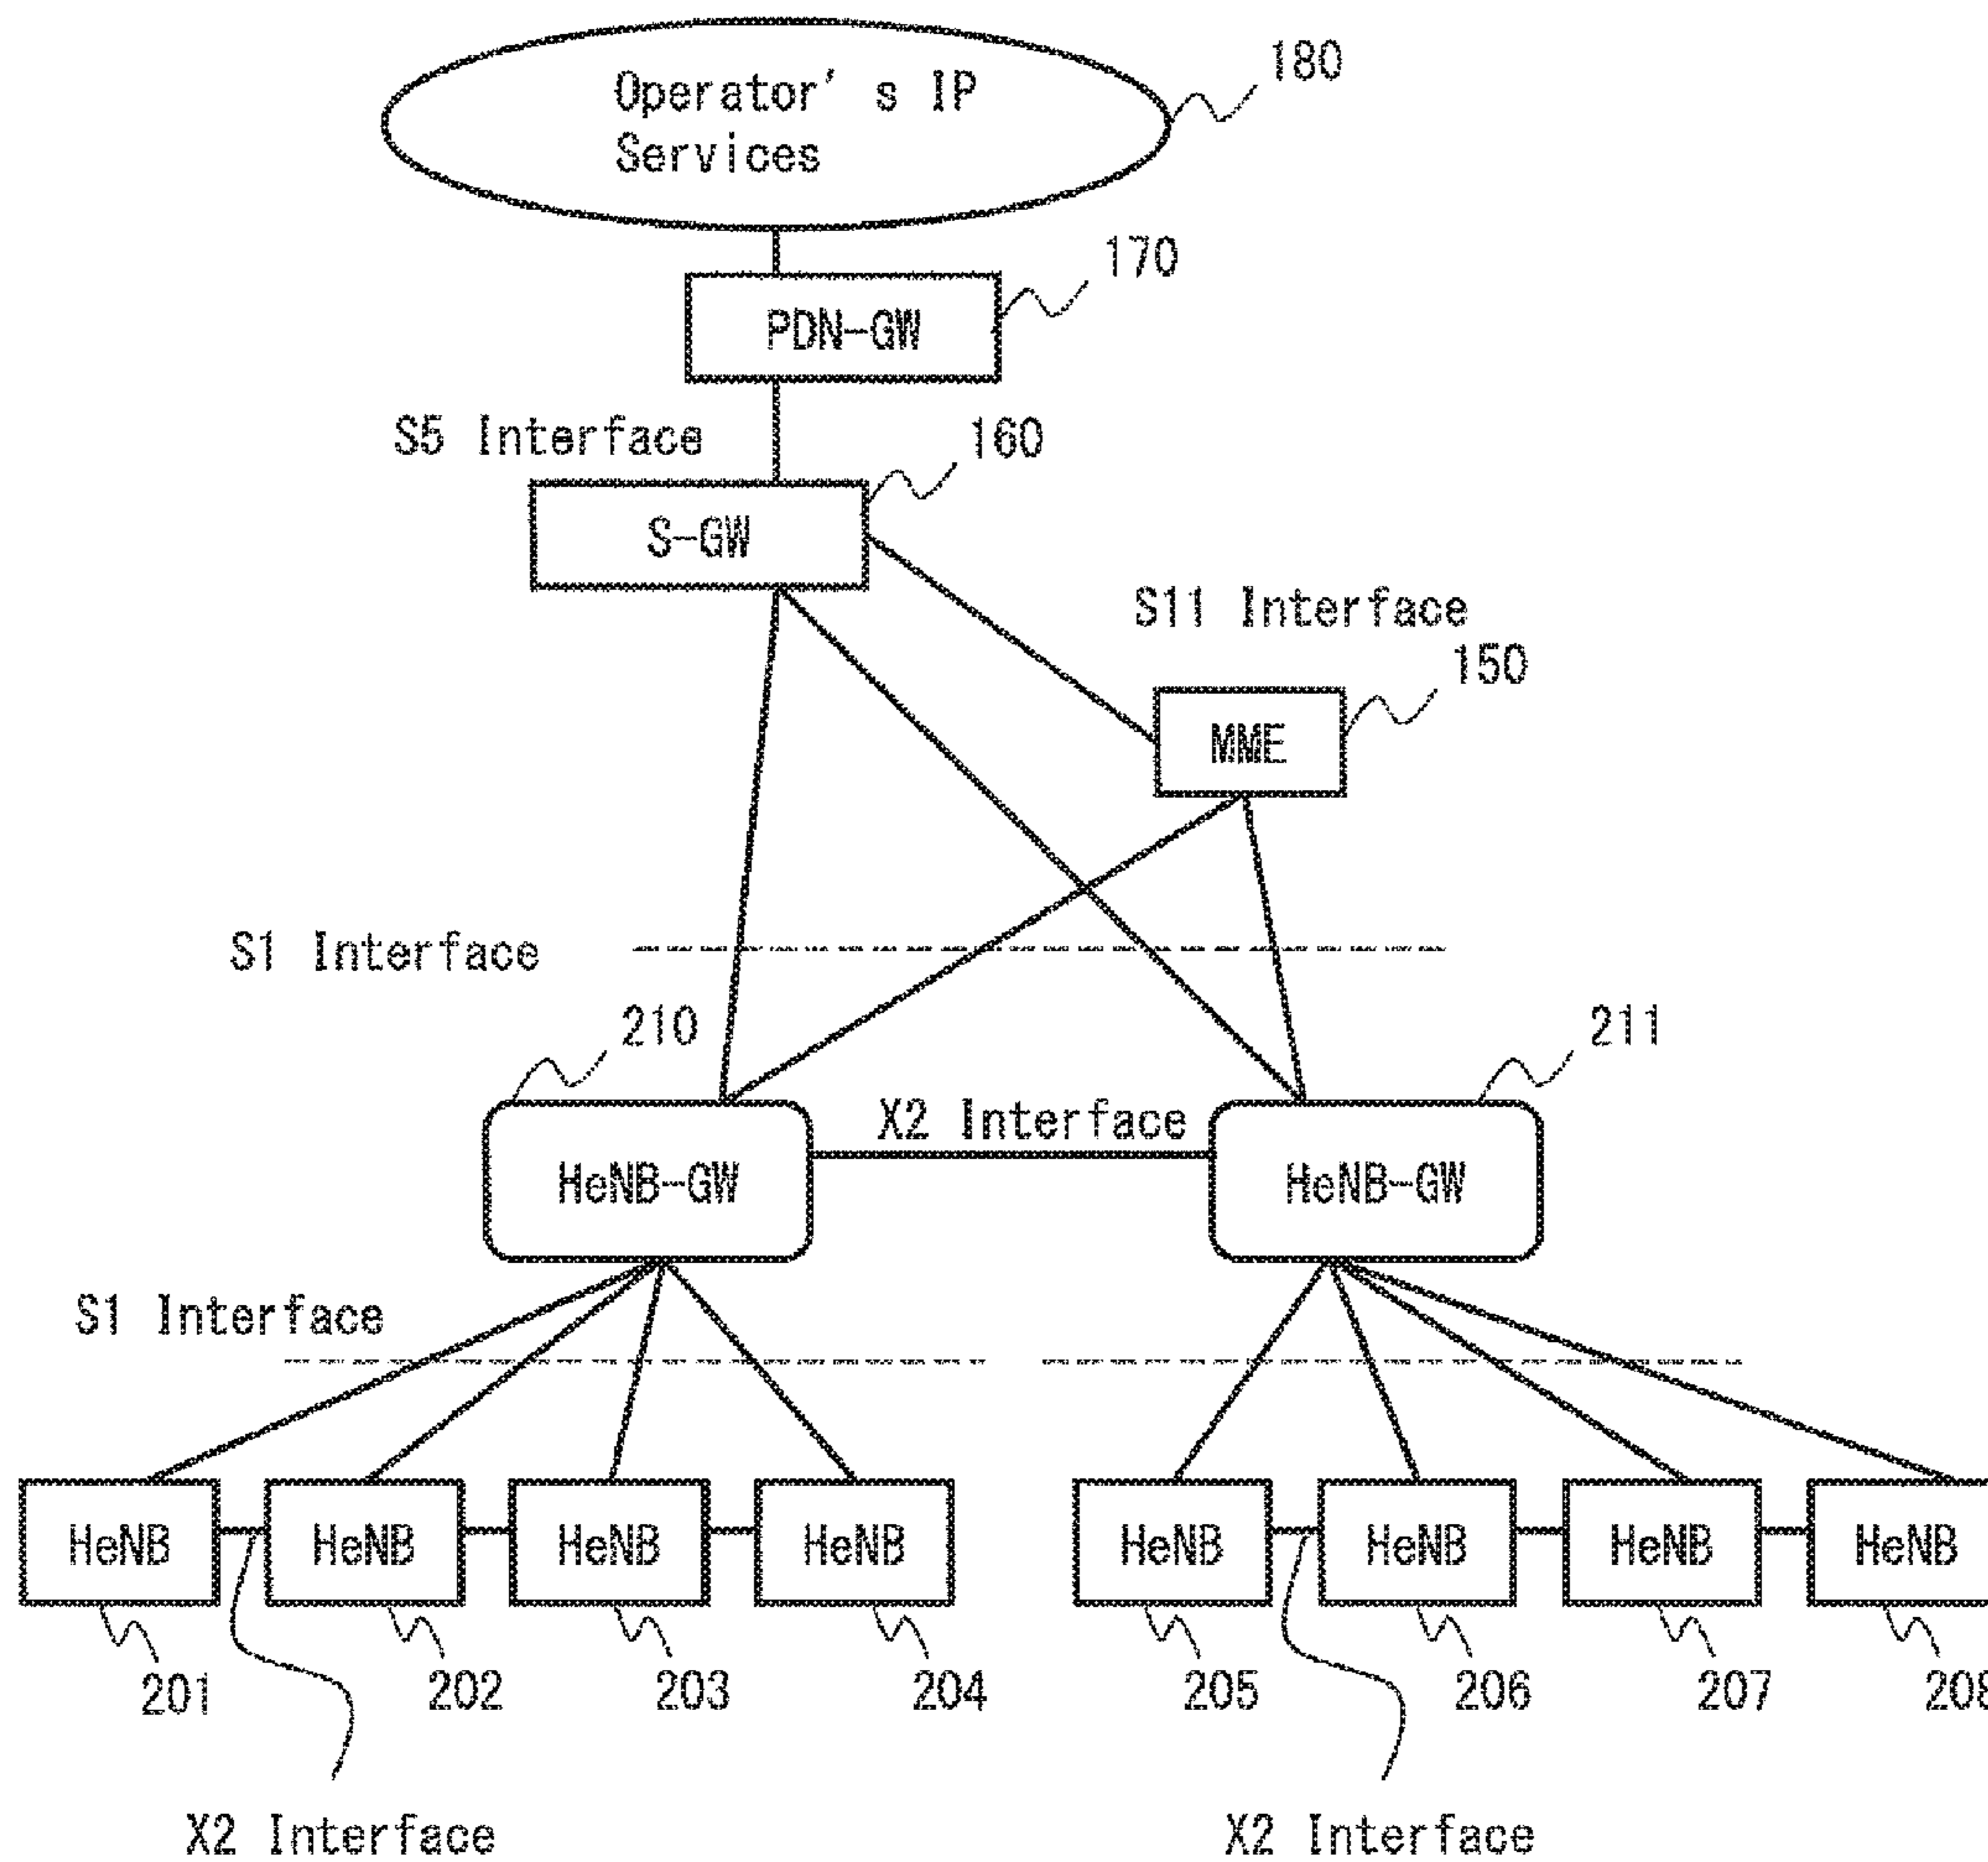 Operator's IP
Services
180
170
PDN-GW
S5 Interface
160
S-GW
S11 Interface
150
MME
S1 Interface
210
211
X2 Interface
HeNB-GW
HeNB-GW
S1 Interface
HeNB
HeNB
HeNB
HeNB
HeNB
HeNB
HeNB
HeNB
201
202
203
204
205
206
207
208
X2 Interface
X2 Interface